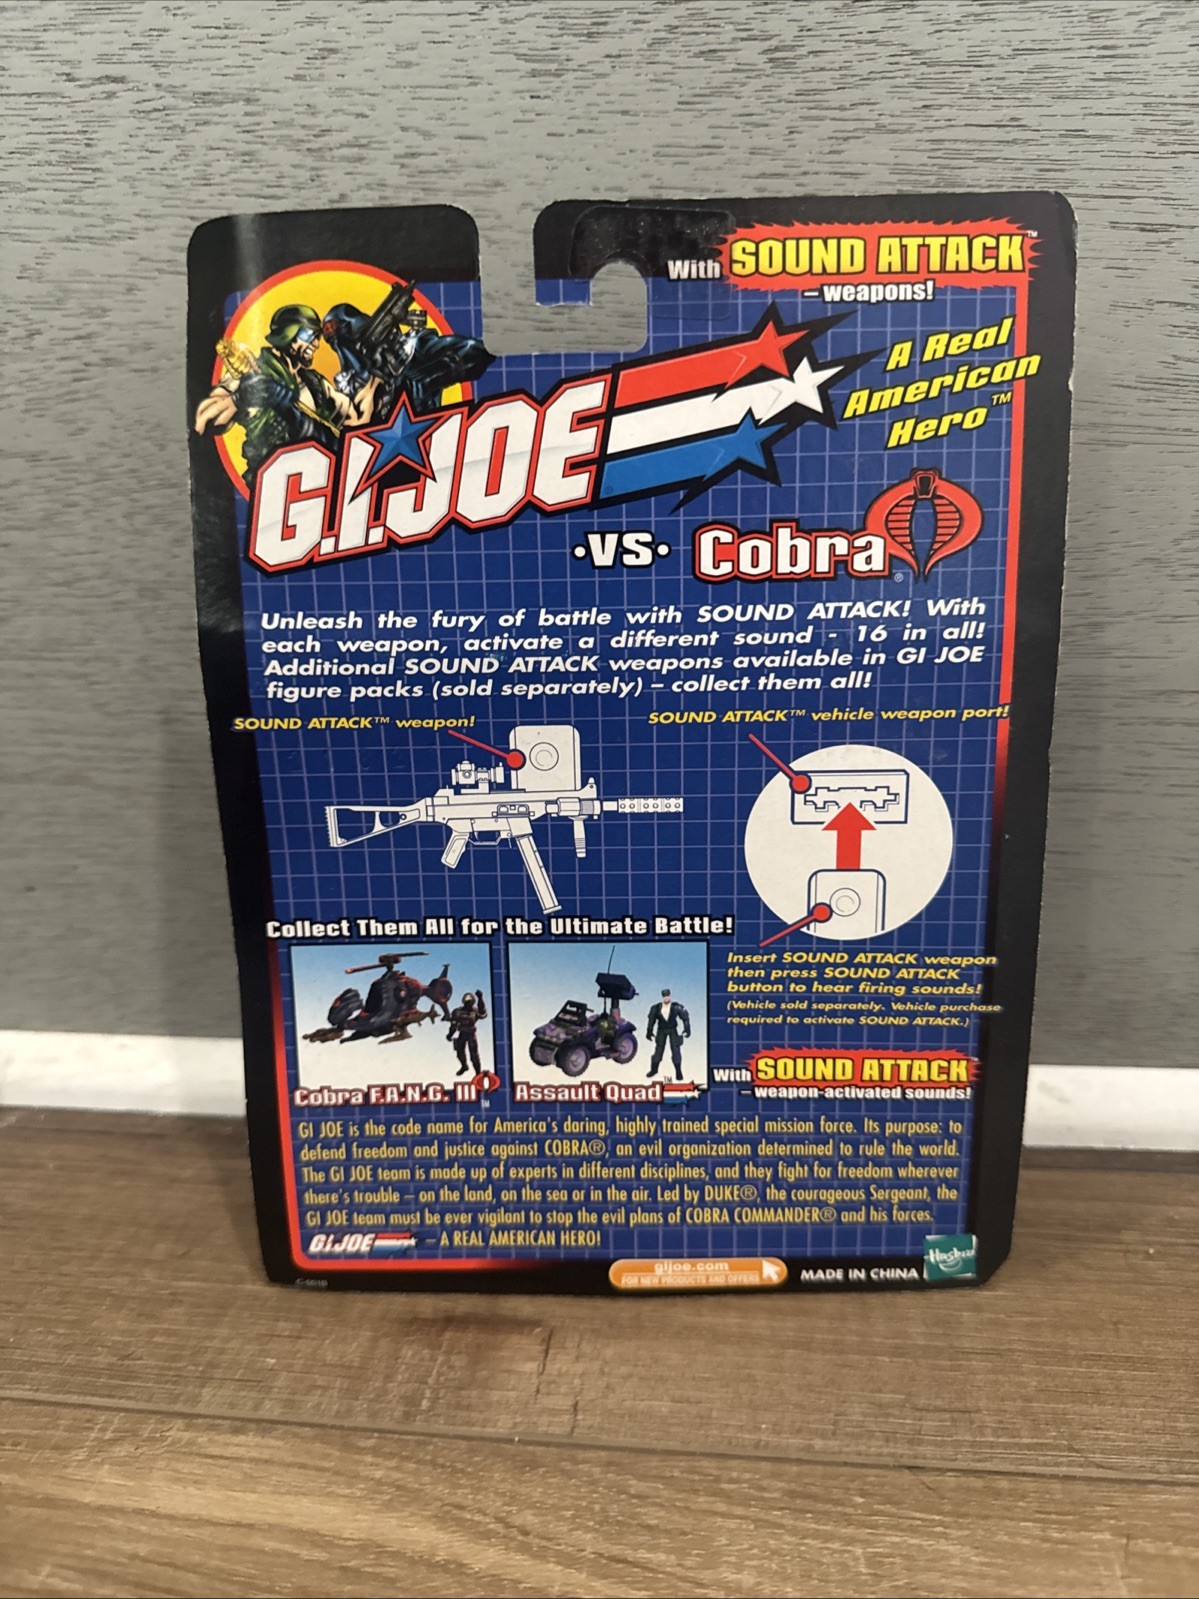 With SOUND ATTACK™
– weapons!
A Real
American
Hero™
G.I.JOE®
•VS• Cobra®
Unleash the fury of battle with SOUND ATTACK! With
each weapon, activate a different sound - 16 in all!
Additional SOUND ATTACK weapons available in GI JOE
figure packs (sold separately) – collect them all!
SOUND ATTACK™ weapon!
SOUND ATTACK™ vehicle weapon port!
Collect Them All for the Ultimate Battle!
Insert SOUND ATTACK weapon
then press SOUND ATTACK
button to hear firing sounds!
(Vehicle sold separately. Vehicle purchase
required to activate SOUND ATTACK.)
Cobra F.A.N.G. III™
Assault Quad™
With SOUND ATTACK
– weapon-activated sounds!
GI JOE is the code name for America's daring, highly trained special mission force. Its purpose: to
defend freedom and justice against COBRA®, an evil organization determined to rule the world.
The GI JOE team is made up of experts in different disciplines, and they fight for freedom wherever
there's trouble – on the land, on the sea or in the air. Led by DUKE®, the courageous Sergeant, the
GI JOE team must be ever vigilant to stop the evil plans of COBRA COMMANDER® and his forces.
G.I.JOE – A REAL AMERICAN HERO!
gijoe.com
FOR NEW PRODUCTS AND OFFERS
MADE IN CHINA
Hasbro